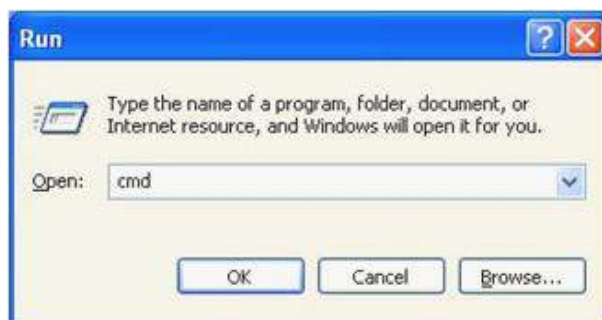 Run
Type the name of a program, folder, document, or
Internet resource, and Windows will open it for you.
Open: cmd
OK Cancel Browse...